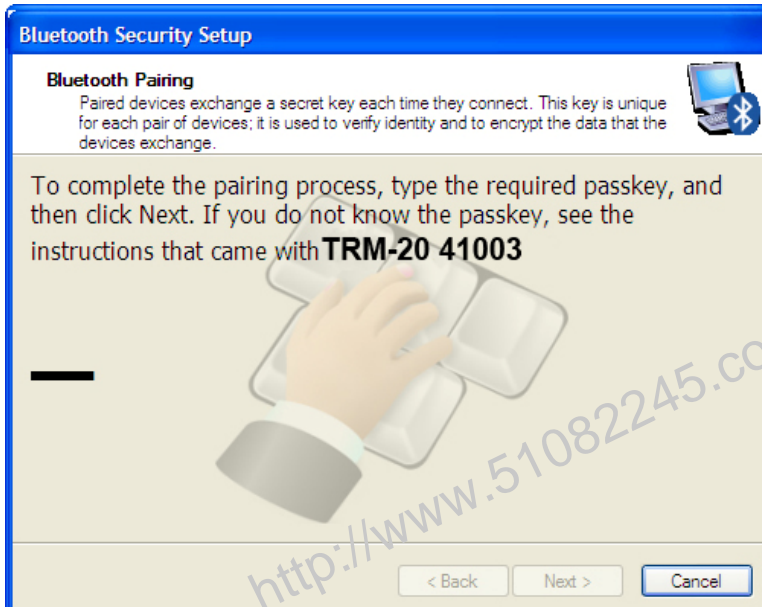 Bluetooth Security Setup
Bluetooth Pairing
Paired devices exchange a secret key each time they connect. This key is unique
for each pair of devices; it is used to verify identity and to encrypt the data that the
devices exchange.
To complete the pairing process, type the required passkey, and
then click Next. If you do not know the passkey, see the
instructions that came with TRM-20 41003
http://www.51082245.co
< Back
Next >
Cancel